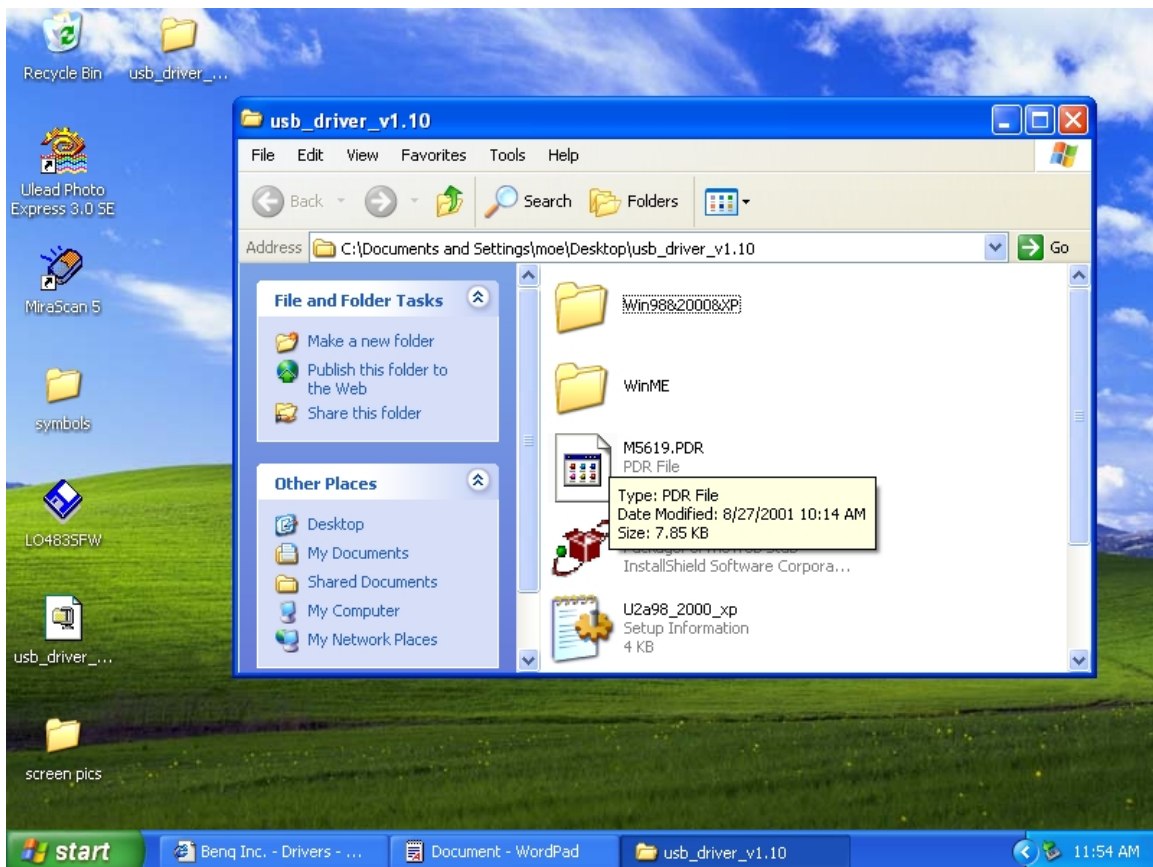 Recycle Bin
usb_driver_...
Ulead Photo
Express 3.0 SE
MiraScan 5
symbols
LO483SFW
usb_driver_...
screen pics
usb_driver_v1.10
File Edit View Favorites Tools Help
Back Search Folders
Address C:\Documents and Settings\moe\Desktop\usb_driver_v1.10 Go
File and Folder Tasks
Make a new folder
Publish this folder to
the Web
Share this folder
Other Places
Desktop
My Documents
Shared Documents
My Computer
My Network Places
Win98&2000&XP
WinME
M5619.PDR
PDR File
Type: PDR File
Date Modified: 8/27/2001 10:14 AM
Size: 7.85 KB
InstallShield Software Corpora...
U2a98_2000_xp
Setup Information
4 KB
start Benq Inc. - Drivers - ... Document - WordPad usb_driver_v1.10 11:54 AM